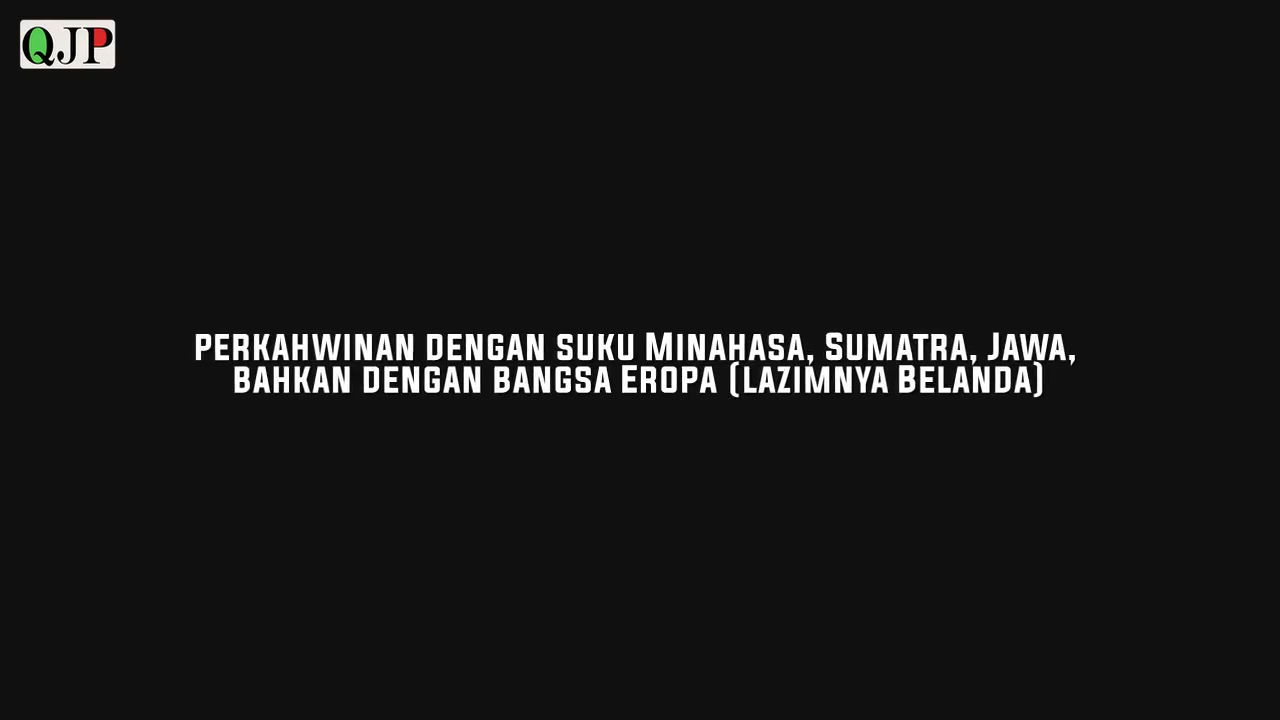 QJP
perkahwinan dengan suku Minahasa, Sumatra, Jawa,
bahkan dengan bangsa Eropa (lazimnya Belanda)